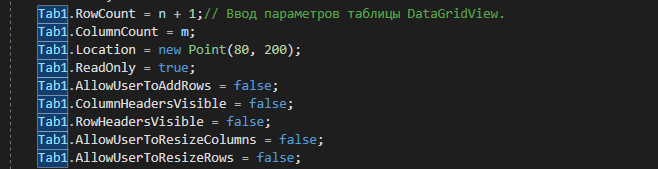 Tab1.RowCount = n + 1;// Ввод параметров таблицы DataGridView.
Tab1.ColumnCount = m;
Tab1.Location = new Point(80, 200);
Tab1.ReadOnly = true;
Tab1.AllowUserToAddRows = false;
Tab1.ColumnHeadersVisible = false;
Tab1.RowHeadersVisible = false;
Tab1.AllowUserToResizeColumns = false;
Tab1.AllowUserToResizeRows = false;